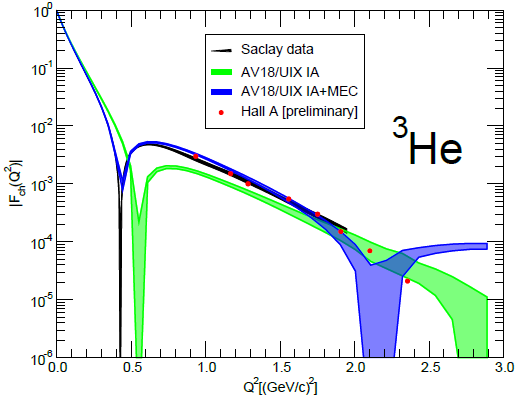 10⁰
10⁻¹
10⁻²
10⁻³
10⁻⁴
10⁻⁵
10⁻⁶
|F_ch(Q²)|
Saclay data
AV18/UIX IA
AV18/UIX IA+MEC
Hall A [preliminary]
³He
0.0 0.5 1.0 1.5 2.0 2.5 3.0
Q²[(GeV/c)²]